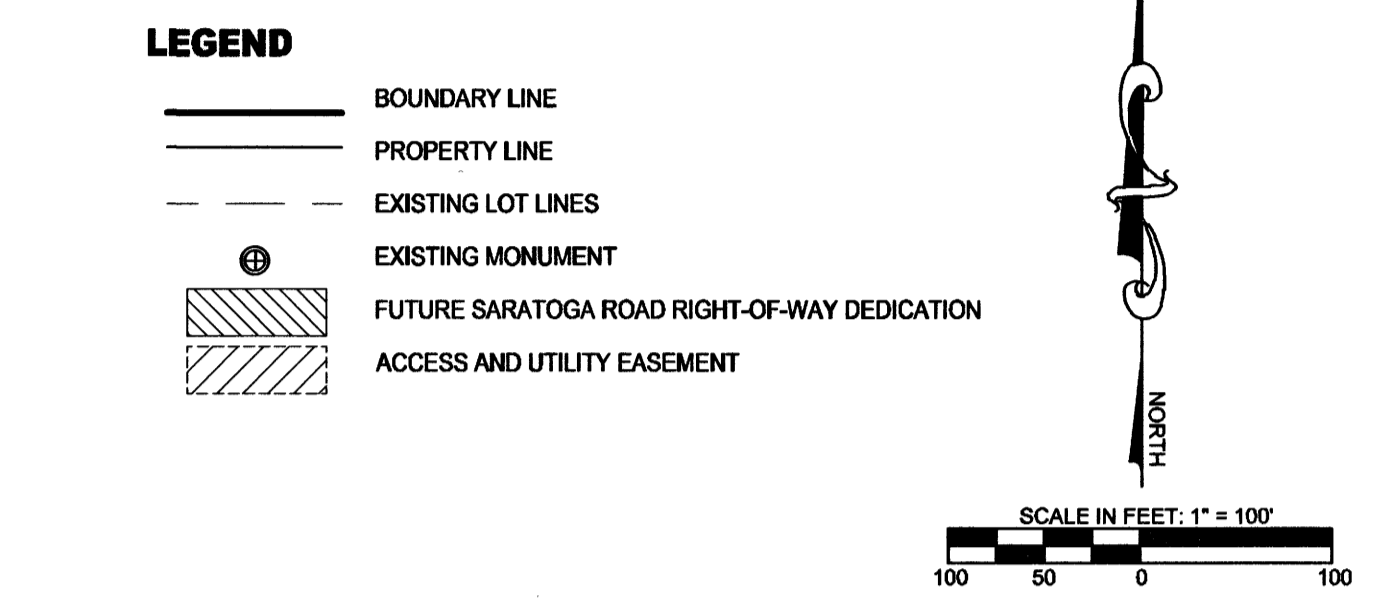 LEGEND
BOUNDARY LINE
PROPERTY LINE
EXISTING LOT LINES
EXISTING MONUMENT
FUTURE SARATOGA ROAD RIGHT-OF-WAY DEDICATION
ACCESS AND UTILITY EASEMENT
NORTH
SCALE IN FEET: 1" = 100'
100 50 0 100